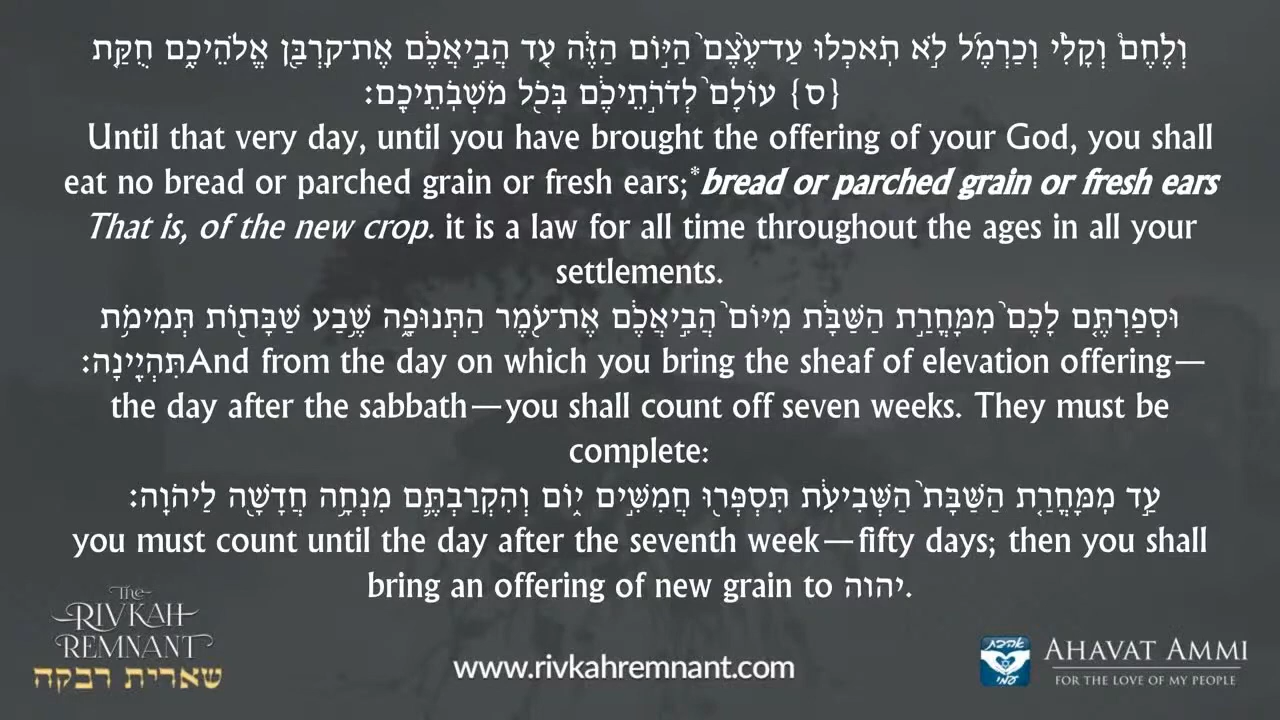 וְלֶ֩חֶם֩ וְקָלִ֨י וְכַרְמֶ֜ל לֹ֣א תֹֽאכְל֗וּ עַד־עֶ֙צֶם֙ הַיּ֣וֹם הַזֶּ֔ה עַ֚ד הֲבִ֣יאֲכֶ֔ם אֶת־קׇרְבַּ֖ן אֱלֹהֵיכֶ֑ם חֻקַּ֤ת
עוֹלָם֙ לְדֹרֹ֣תֵיכֶ֔ם בְּכֹ֖ל מֹשְׁבֹֽתֵיכֶֽם׃ {ס}
Until that very day, until you have brought the offering of your God, you shall
eat no bread or parched grain or fresh ears;*bread or parched grain or fresh ears
That is, of the new crop. it is a law for all time throughout the ages in all your
settlements.
וּסְפַרְתֶּ֤ם לָכֶם֙ מִמׇּחֳרַ֣ת הַשַּׁבָּ֔ת מִיּוֹם֙ הֲבִ֣יאֲכֶ֔ם אֶת־עֹ֖מֶר הַתְּנוּפָ֑ה שֶׁ֥בַע שַׁבָּת֖וֹת תְּמִימֹ֥ת
תִּהְיֶֽינָה׃And from the day on which you bring the sheaf of elevation offering—
the day after the sabbath—you shall count off seven weeks. They must be
complete:
עַ֣ד מִֽמׇּחֳרַ֤ת הַשַּׁבָּת֙ הַשְּׁבִיעִ֔ת תִּסְפְּר֖וּ חֲמִשִּׁ֣ים י֑וֹם וְהִקְרַבְתֶּ֛ם מִנְחָ֥ה חֲדָשָׁ֖ה לַיהֹוָֽה׃
you must count until the day after the seventh week—fifty days; then you shall
bring an offering of new grain to יהוה.
The
RIVKAH
REMNANT
שארית רבקה
www.rivkahremnant.com
אהבת
עמי
AHAVAT AMMI
FOR THE LOVE OF MY PEOPLE